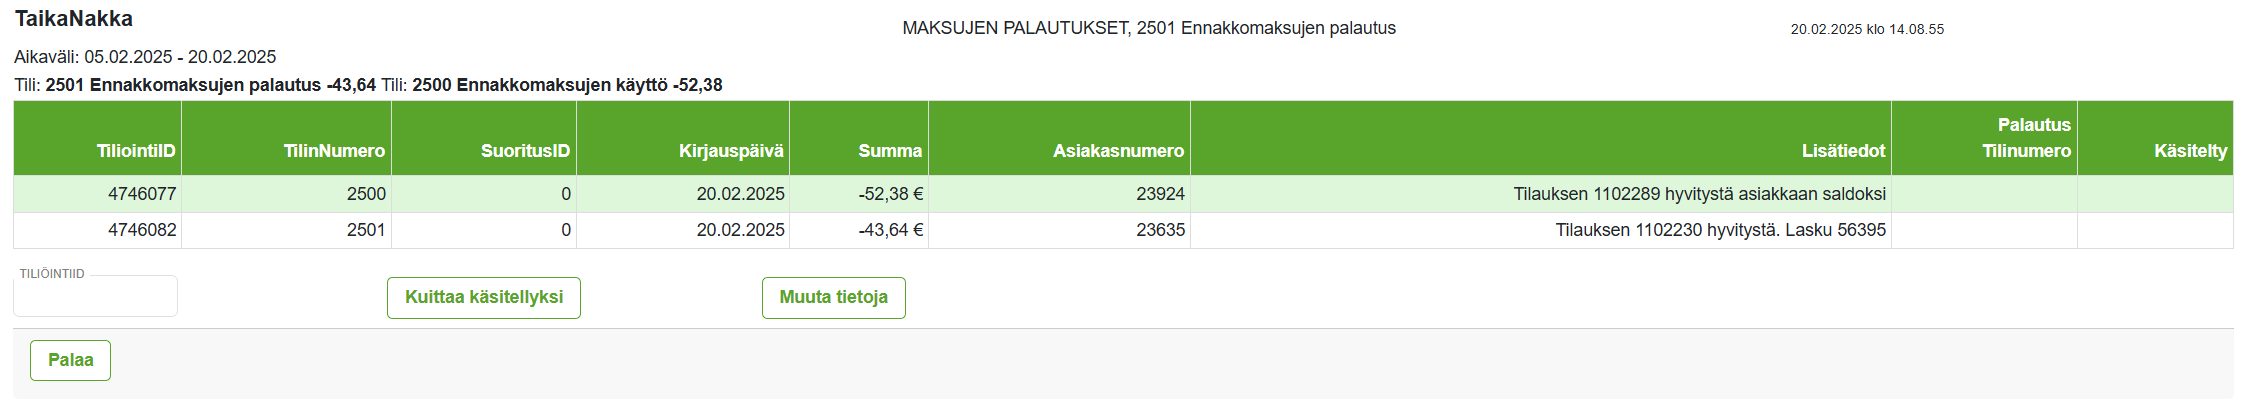 TaikaNakka
MAKSUJEN PALAUTUKSET, 2501 Ennakkomaksujen palautus
20.02.2025 klo 14.08.55
Aikaväli: 05.02.2025 - 20.02.2025
Tili: 2501 Ennakkomaksujen palautus -43,64 Tili: 2500 Ennakkomaksujen käyttö -52,38
TiliointiID TilinNumero SuoritusID Kirjauspäivä Summa Asiakasnumero Lisätiedot Palautus Tilinumero Käsitelty
4746077 2500 0 20.02.2025 -52,38 € 23924 Tilauksen 1102289 hyvitystä asiakkaan saldoksi
4746082 2501 0 20.02.2025 -43,64 € 23635 Tilauksen 1102230 hyvitystä. Lasku 56395
TILIÖINTIID
Kuittaa käsitellyksi
Muuta tietoja
Palaa